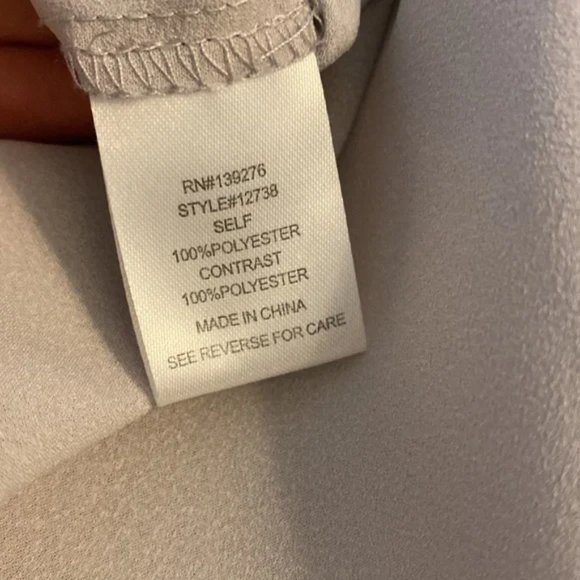 RN#139276
STYLE#12738
SELF
100%POLYESTER
CONTRAST
100%POLYESTER
MADE IN CHINA
SEE REVERSE FOR CARE